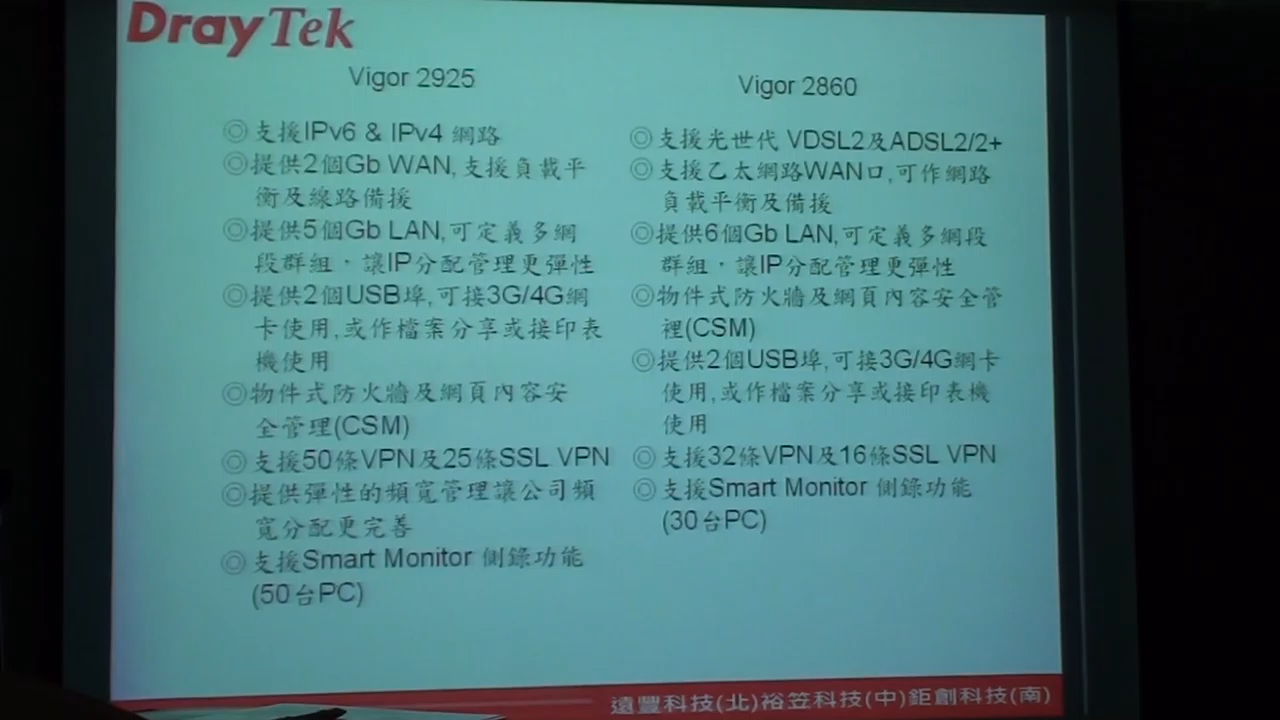 DrayTek
Vigor 2925
◎支援IPv6 & IPv4 網路
◎提供2個Gb WAN,支援負載平
衡及線路備援
◎提供5個Gb LAN,可定義多網
段群組,讓IP分配管理更彈性
◎提供2個USB埠,可接3G/4G網
卡使用,或作檔案分享或接印表
機使用
◎物件式防火牆及網頁內容安
全管理(CSM)
◎支援50條VPN及25條SSL VPN
◎提供彈性的頻寬管理讓公司頻
寬分配更完善
◎支援Smart Monitor 側錄功能
(50台PC)
Vigor 2860
◎支援光世代 VDSL2及ADSL2/2+
◎支援乙太網路WAN口,可作網路
負載平衡及備援
◎提供6個Gb LAN,可定義多網段
群組,讓IP分配管理更彈性
◎物件式防火牆及網頁內容安全管
裡(CSM)
◎提供2個USB埠,可接3G/4G網卡
使用,或作檔案分享或接印表機
使用
◎支援32條VPN及16條SSL VPN
◎支援Smart Monitor 側錄功能
(30台PC)
遠豐科技(北)裕笠科技(中)鉅創科技(南)